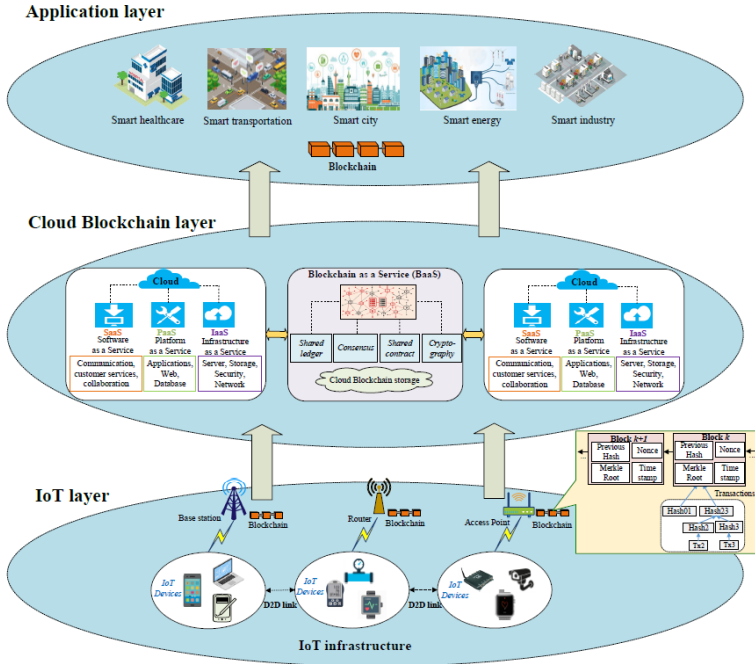 Application layer
Smart healthcare
Smart transportation
Smart city
Smart energy
Smart industry
Blockchain
Cloud Blockchain layer
Cloud
SaaS
PaaS
IaaS
Software
as a Service
Platform
as a Service
Infrastructure
as a Service
Communication,
customer services,
collaboration
Applications,
Web,
Database
Server, Storage,
Security,
Network
Blockchain as a Service (BaaS)
Shared
ledger
Consensus
Shared
contract
Crypto-
graphy
Cloud Blockchain storage
Cloud
SaaS
PaaS
IaaS
Software
as a Service
Platform
as a Service
Infrastructure
as a Service
Communication,
customer services,
collaboration
Applications,
Web,
Database
Server, Storage,
Security,
Network
Block k+1
Previous
Hash
Nonce
Merkle
Root
Time
stamp
Block k
Previous
Hash
Nonce
Merkle
Root
Time
stamp
...
...
Transactions
Hash01
Hash23
Hash2
Hash3
Tx2
Tx3
IoT layer
Base station
Blockchain
Router
Blockchain
Access Point
Blockchain
IoT
Devices
D2D link
IoT
Devices
D2D link
IoT
Devices
IoT infrastructure